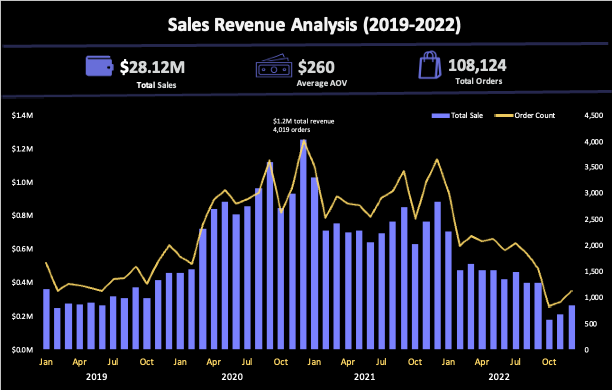 Sales Revenue Analysis (2019-2022)
$28.12M
Total Sales
$260
Average AOV
108,124
Total Orders
$1.2M total revenue
4,019 orders
Total Sale
Order Count
$1.4M
$1.2M
$1.0M
$0.8M
$0.6M
$0.4M
$0.2M
$0.0M
4,500
4,000
3,500
3,000
2,500
2,000
1,500
1,000
500
0
Jan Apr Jul Oct Jan Apr Jul Oct Jan Apr Jul Oct Jan Apr Jul Oct
2019 2020 2021 2022